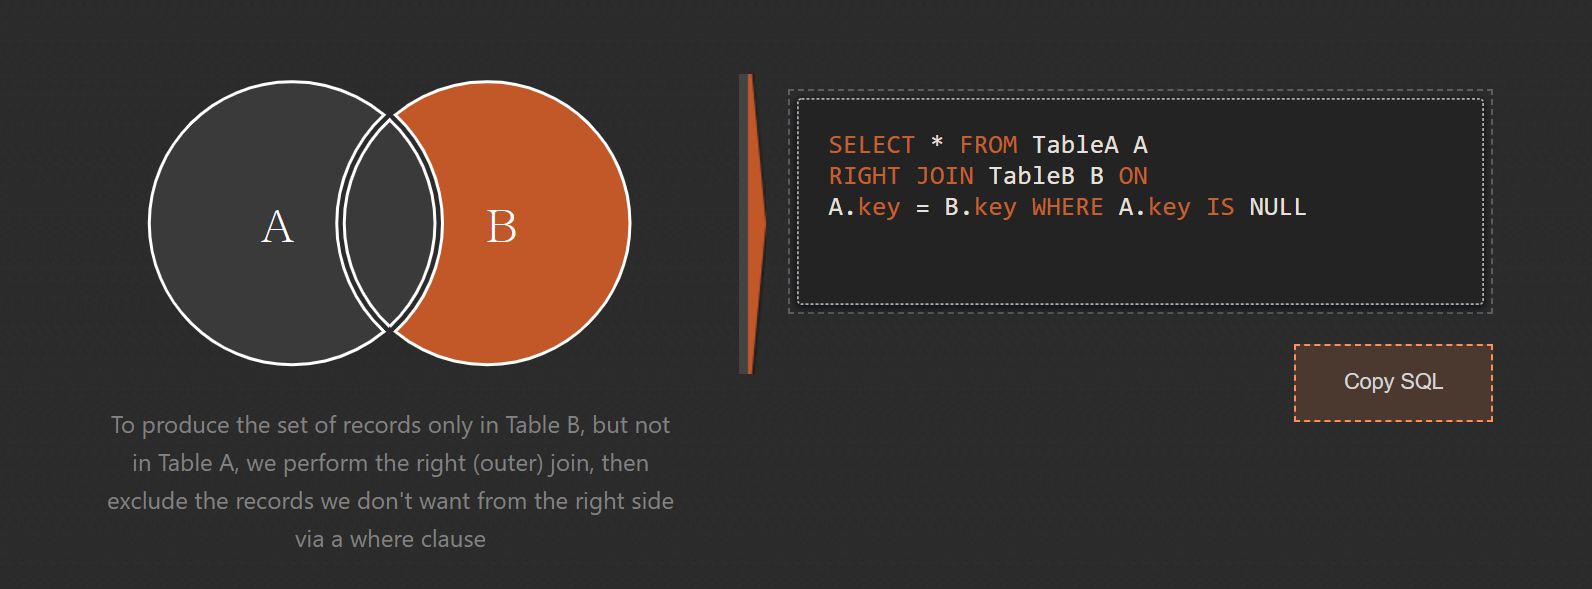 A
B
SELECT * FROM TableA A
RIGHT JOIN TableB B ON
A.key = B.key WHERE A.key IS NULL
Copy SQL
To produce the set of records only in Table B, but not
in Table A, we perform the right (outer) join, then
exclude the records we don't want from the right side
via a where clause